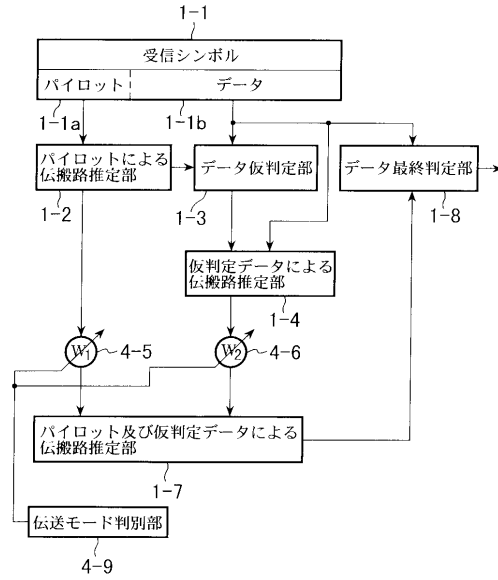 1-1
受信シンボル
パイロット
データ
1-1a
1-1b
パイロットによる
伝搬路推定部
データ仮判定部
データ最終判定部
1-2
1-3
1-8
仮判定データによる
伝搬路推定部
1-4
W1
4-5
W2
4-6
パイロット及び仮判定データによる
伝搬路推定部
1-7
伝送モード判別部
4-9